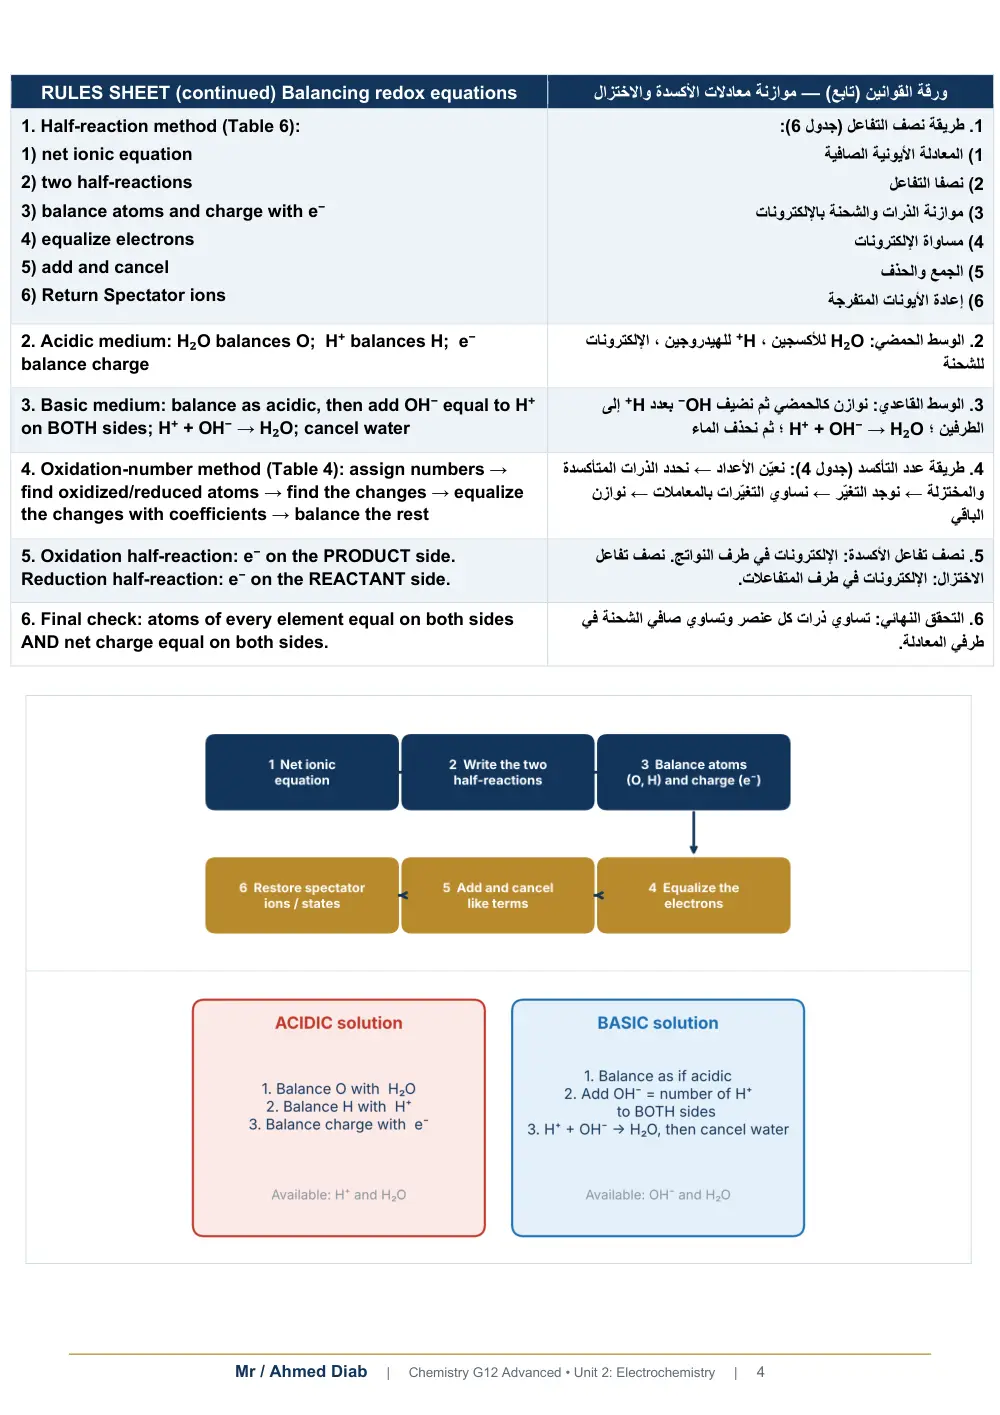 RULES SHEET (continued) Balancing redox equations
ورقة القوانين (تابع) — موازنة معادلات الأكسدة والاختزال
1. Half-reaction method (Table 6):
1) net ionic equation
2) two half-reactions
3) balance atoms and charge with e⁻
4) equalize electrons
5) add and cancel
6) Return Spectator ions
1. طريقة نصف التفاعل (جدول 6):
1) المعادلة الأيونية الصافية
2) نصفا التفاعل
3) موازنة الذرات والشحنة بالإلكترونات
4) مساواة الإلكترونات
5) الجمع والحذف
6) إعادة الأيونات المتفرجة
2. Acidic medium: H₂O balances O; H⁺ balances H; e⁻
balance charge
2. الوسط الحمضي: H₂O للأكسجين ، H⁺ للهيدروجين ، الإلكترونات
للشحنة
3. Basic medium: balance as acidic, then add OH⁻ equal to H⁺
on BOTH sides; H⁺ + OH⁻ → H₂O; cancel water
3. الوسط القاعدي: نوازن كالحمضي ثم نضيف OH⁻ بعدد H⁺ إلى
الطرفين ؛ H⁺ + OH⁻ → H₂O ؛ ثم نحذف الماء
4. Oxidation-number method (Table 4): assign numbers →
find oxidized/reduced atoms → find the changes → equalize
the changes with coefficients → balance the rest
4. طريقة عدد التأكسد (جدول 4): نعيّن الأعداد ← نحدد الذرات المتأكسدة
والمختزلة ← نوجد التغيّر ← نساوي التغيّرات بالمعاملات ← نوازن
الباقي
5. Oxidation half-reaction: e⁻ on the PRODUCT side.
Reduction half-reaction: e⁻ on the REACTANT side.
5. نصف تفاعل الأكسدة: الإلكترونات في طرف النواتج. نصف تفاعل
الاختزال: الإلكترونات في طرف المتفاعلات.
6. Final check: atoms of every element equal on both sides
AND net charge equal on both sides.
6. التحقق النهائي: تساوي ذرات كل عنصر وتساوي صافي الشحنة في
طرفي المعادلة.
1 Net ionic
equation
2 Write the two
half-reactions
3 Balance atoms
(O, H) and charge (e⁻)
6 Restore spectator
ions / states
5 Add and cancel
like terms
4 Equalize the
electrons
ACIDIC solution
1. Balance O with H₂O
2. Balance H with H⁺
3. Balance charge with e⁻
Available: H⁺ and H₂O
BASIC solution
1. Balance as if acidic
2. Add OH⁻ = number of H⁺
to BOTH sides
3. H⁺ + OH⁻ → H₂O, then cancel water
Available: OH⁻ and H₂O
Mr / Ahmed Diab | Chemistry G12 Advanced • Unit 2: Electrochemistry | 4